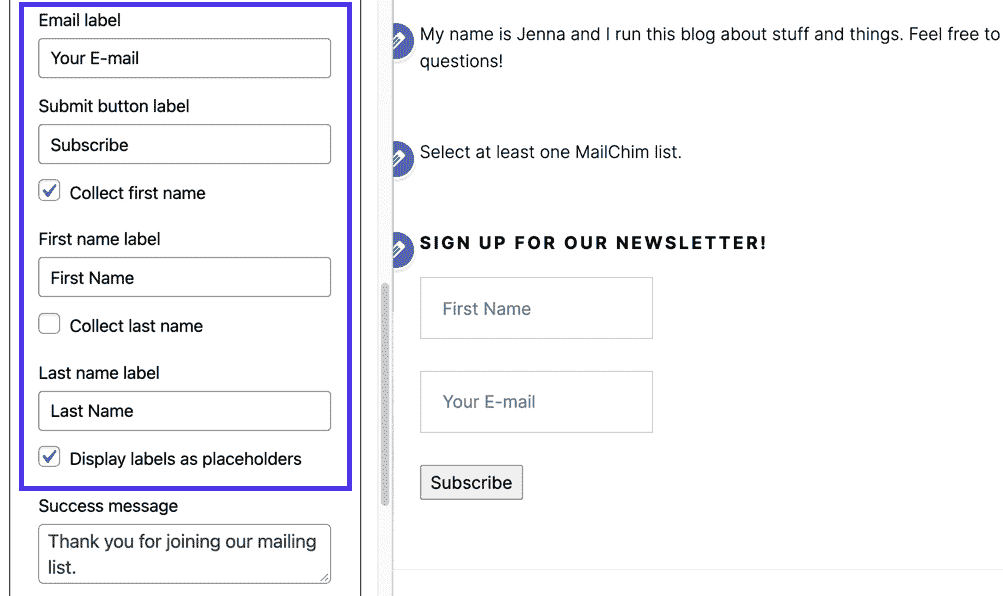 Email label
Your E-mail
Submit button label
Subscribe
Collect first name
First name label
First Name
Collect last name
Last name label
Last Name
Display labels as placeholders
Success message
Thank you for joining our mailing
list.
My name is Jenna and I run this blog about stuff and things. Feel free to
questions!
Select at least one MailChim list.
SIGN UP FOR OUR NEWSLETTER!
First Name
Your E-mail
Subscribe